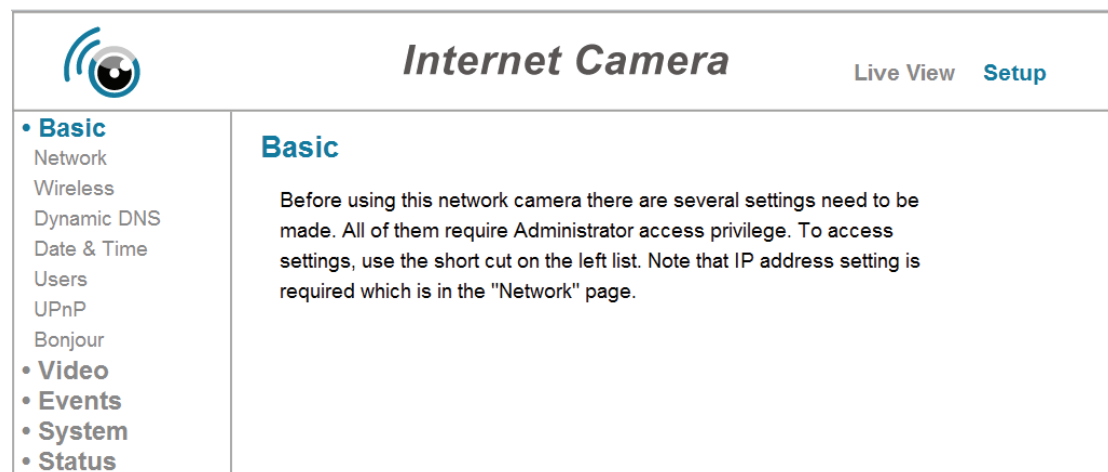 Internet Camera
Live View Setup
• Basic
Network
Wireless
Dynamic DNS
Date & Time
Users
UPnP
Bonjour
• Video
• Events
• System
• Status
Basic
Before using this network camera there are several settings need to be
made. All of them require Administrator access privilege. To access
settings, use the short cut on the left list. Note that IP address setting is
required which is in the "Network" page.